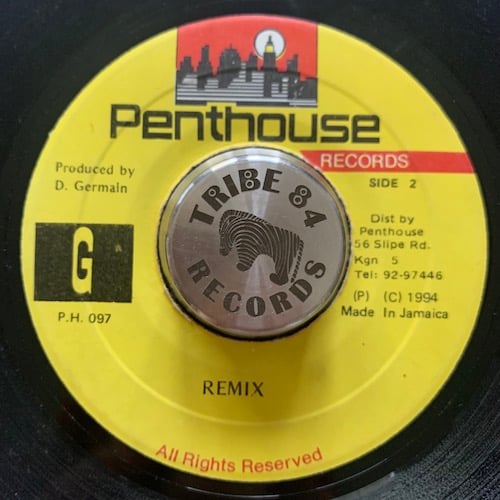 Penthouse
RECORDS
Produced by
D. Germain
SIDE 2
G
P.H. 097
Dist by
Penthouse
56 Slipe Rd.
Kgn 5
Tel: 92-97446
(P) (C) 1994
Made In Jamaica
TRIBE 84
RECORDS
REMIX
All Rights Reserved